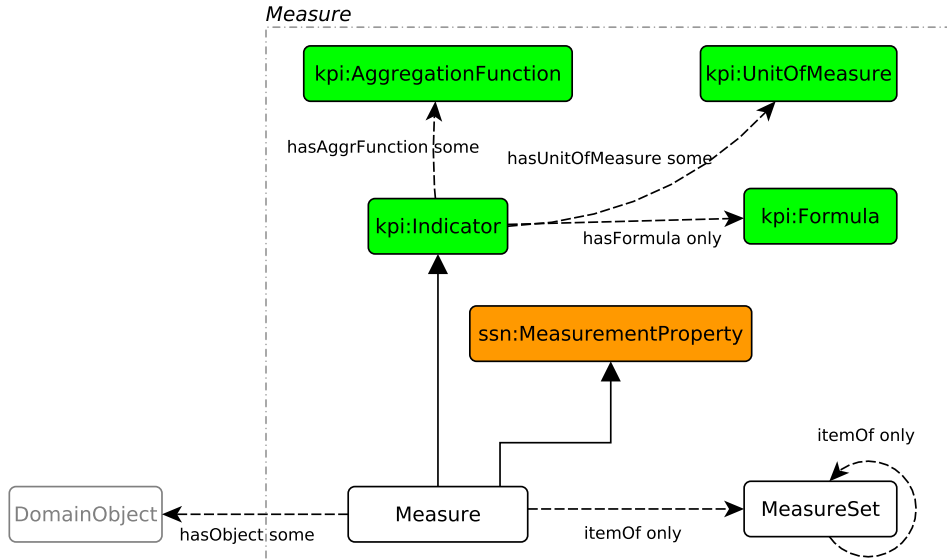 Measure
kpi:AggregationFunction
kpi:UnitOfMeasure
hasAggrFunction some
hasUnitOfMeasure some
kpi:Indicator
kpi:Formula
hasFormula only
ssn:MeasurementProperty
itemOf only
DomainObject
hasObject some
Measure
itemOf only
MeasureSet